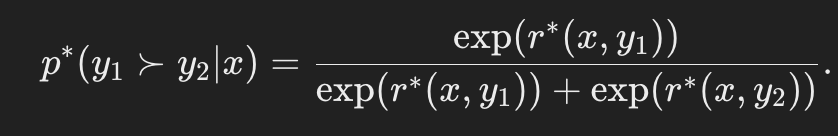 p*(y₁ ≻ y₂|x) = exp(r*(x, y₁)) / (exp(r*(x, y₁)) + exp(r*(x, y₂))).